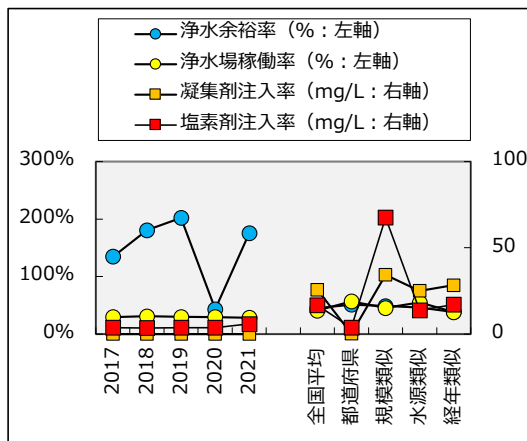 浄水余裕率（%：左軸）
浄水場稼働率（%：左軸）
凝集剤注入率（mg/L：右軸）
塩素剤注入率（mg/L：右軸）
300%
200%
100%
0%
100
50
0
2017
2018
2019
2020
2021
全国平均
都道府県
規模類似
水源類似
経年類似